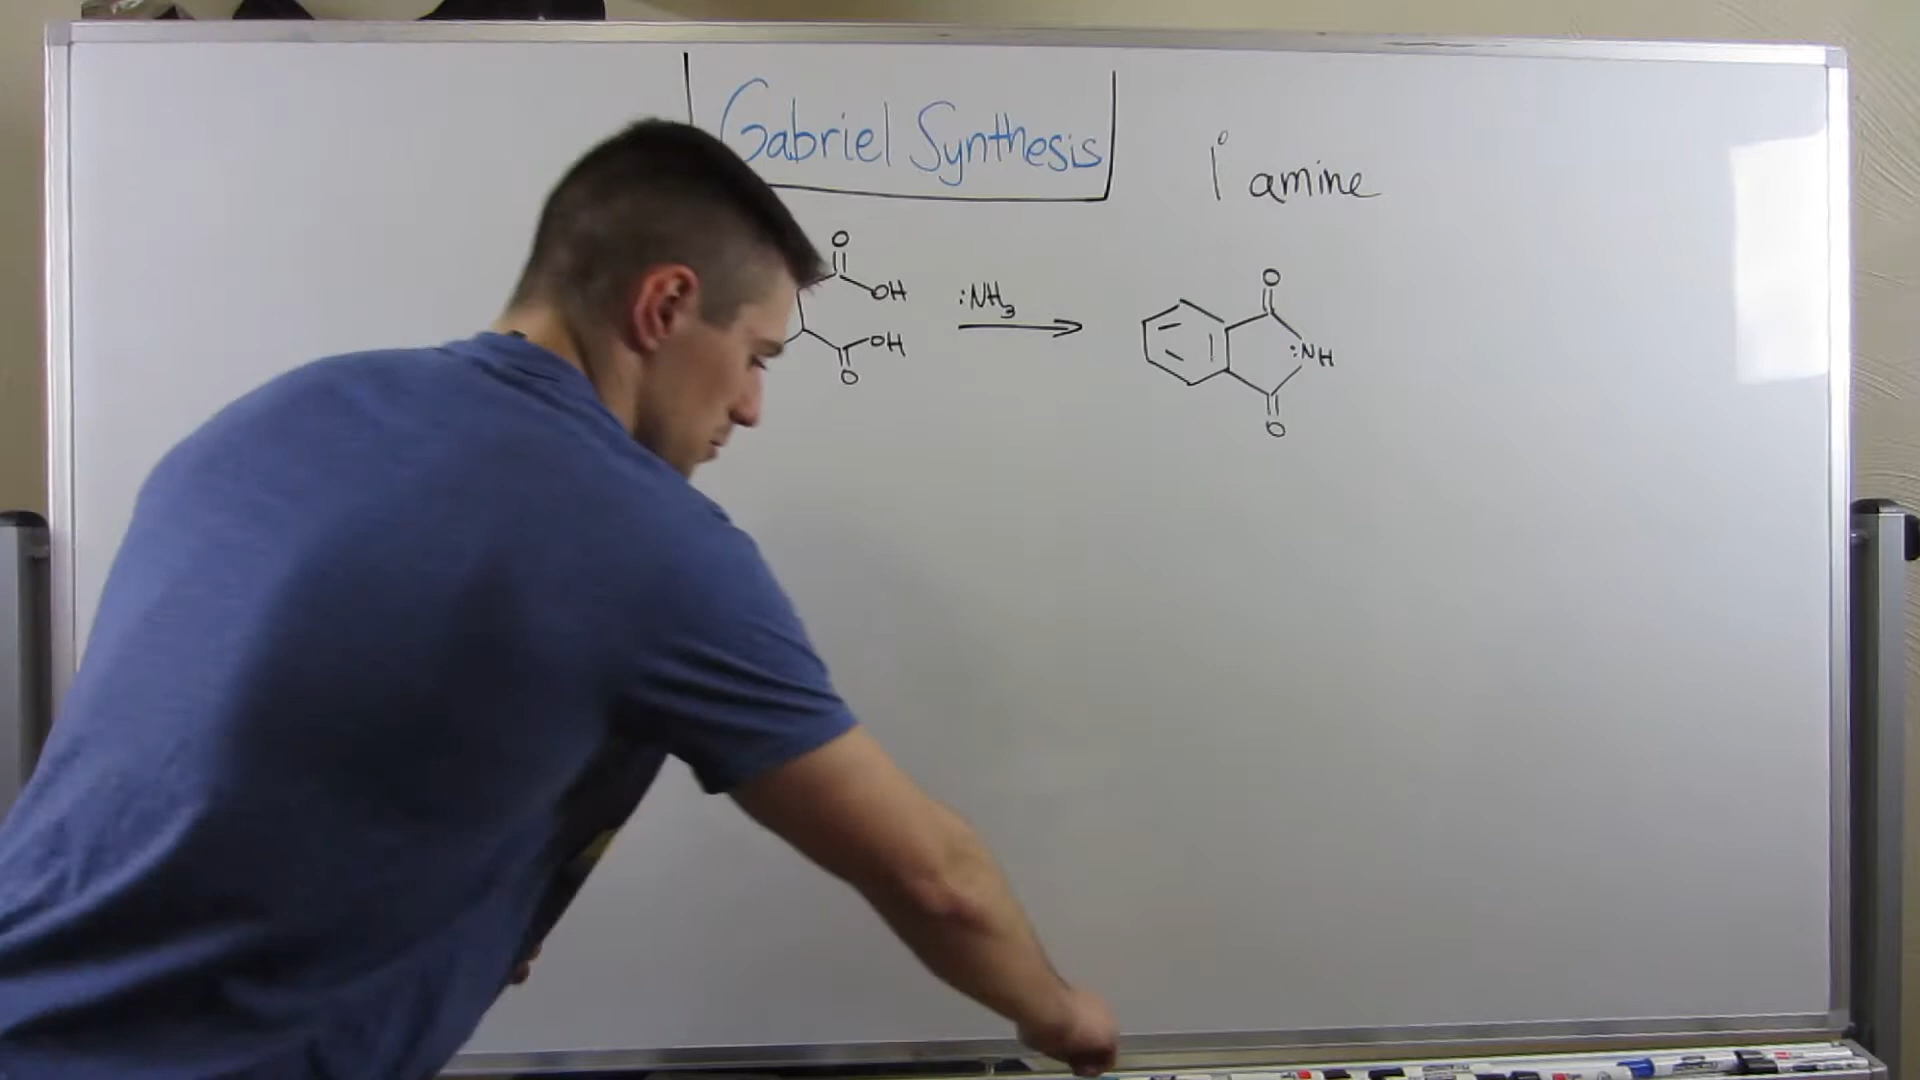 Gabriel Synthesis
1° amine
O
OH
:NH3
OH
O
O
:NH
O